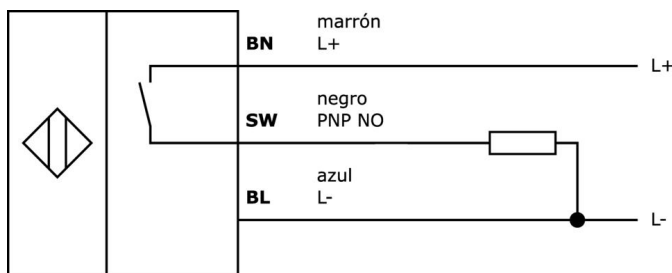 marrón
BN L+
L+
negro
SW PNP NO
azul
BL L-
L-